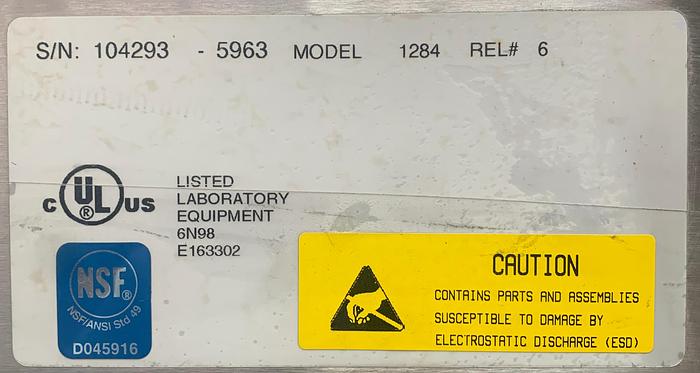 S/N: 104293 - 5963 MODEL 1284 REL# 6
c UL ® us
LISTED
LABORATORY
EQUIPMENT
6N98
E163302
NSF®
NSF/ANSI Std 49
D045916
CAUTION
CONTAINS PARTS AND ASSEMBLIES
SUSCEPTIBLE TO DAMAGE BY
ELECTROSTATIC DISCHARGE (ESD)